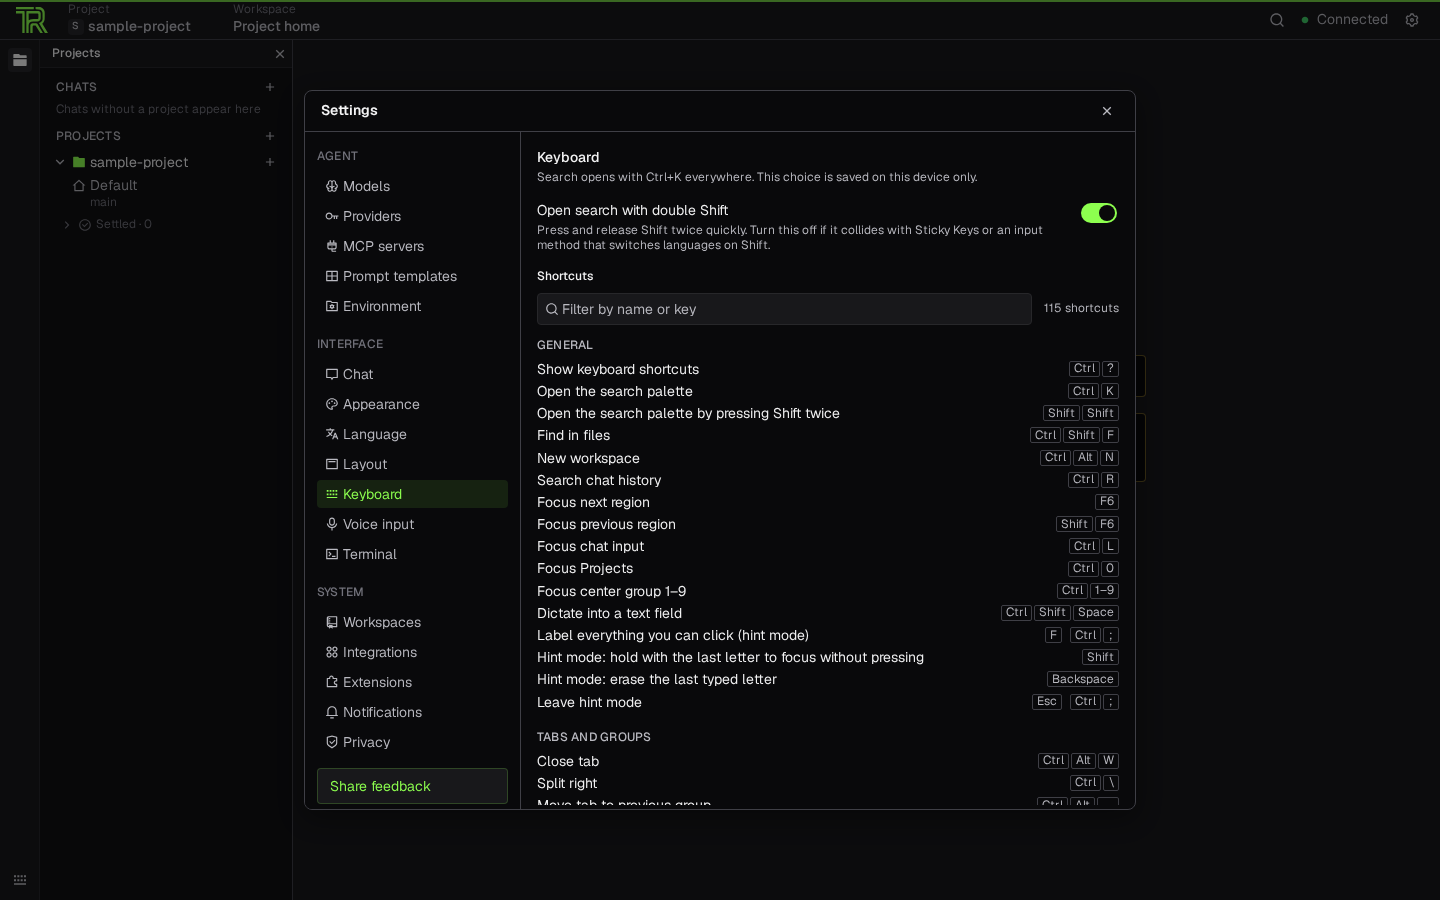 Project
Workspace
S sample-project
Project home
Connected
Projects
CHATS
Chats without a project appear here
PROJECTS
sample-project
Default
main
Settled · 0
Settings
AGENT
Models
Providers
MCP servers
Prompt templates
Environment
INTERFACE
Chat
Appearance
Language
Layout
Keyboard
Voice input
Terminal
SYSTEM
Workspaces
Integrations
Extensions
Notifications
Privacy
Share feedback
Keyboard
Search opens with Ctrl+K everywhere. This choice is saved on this device only.
Open search with double Shift
Press and release Shift twice quickly. Turn this off if it collides with Sticky Keys or an input
method that switches languages on Shift.
Shortcuts
Filter by name or key
115 shortcuts
GENERAL
Show keyboard shortcuts Ctrl ?
Open the search palette Ctrl K
Open the search palette by pressing Shift twice Shift Shift
Find in files Ctrl Shift F
New workspace Ctrl Alt N
Search chat history Ctrl R
Focus next region F6
Focus previous region Shift F6
Focus chat input Ctrl L
Focus Projects Ctrl 0
Focus center group 1–9 Ctrl 1–9
Dictate into a text field Ctrl Shift Space
Label everything you can click (hint mode) F Ctrl ;
Hint mode: hold with the last letter to focus without pressing Shift
Hint mode: erase the last typed letter Backspace
Leave hint mode Esc Ctrl ;
TABS AND GROUPS
Close tab Ctrl Alt W
Split right Ctrl \
Move tab to previous group Ctrl Alt